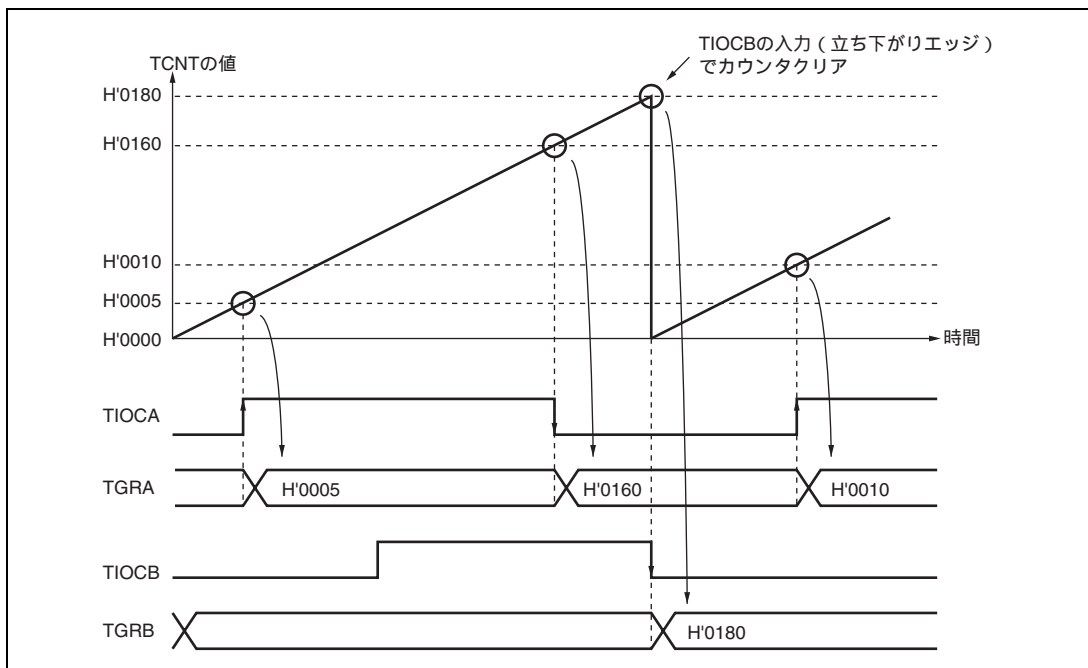 TIOCBの入力（立ち下がりエッジ）
でカウンタクリア
TCNTの値
H'0180
H'0160
H'0010
H'0005
H'0000
時間
TIOCA
TGRA
H'0005
H'0160
H'0010
TIOCB
TGRB
H'0180